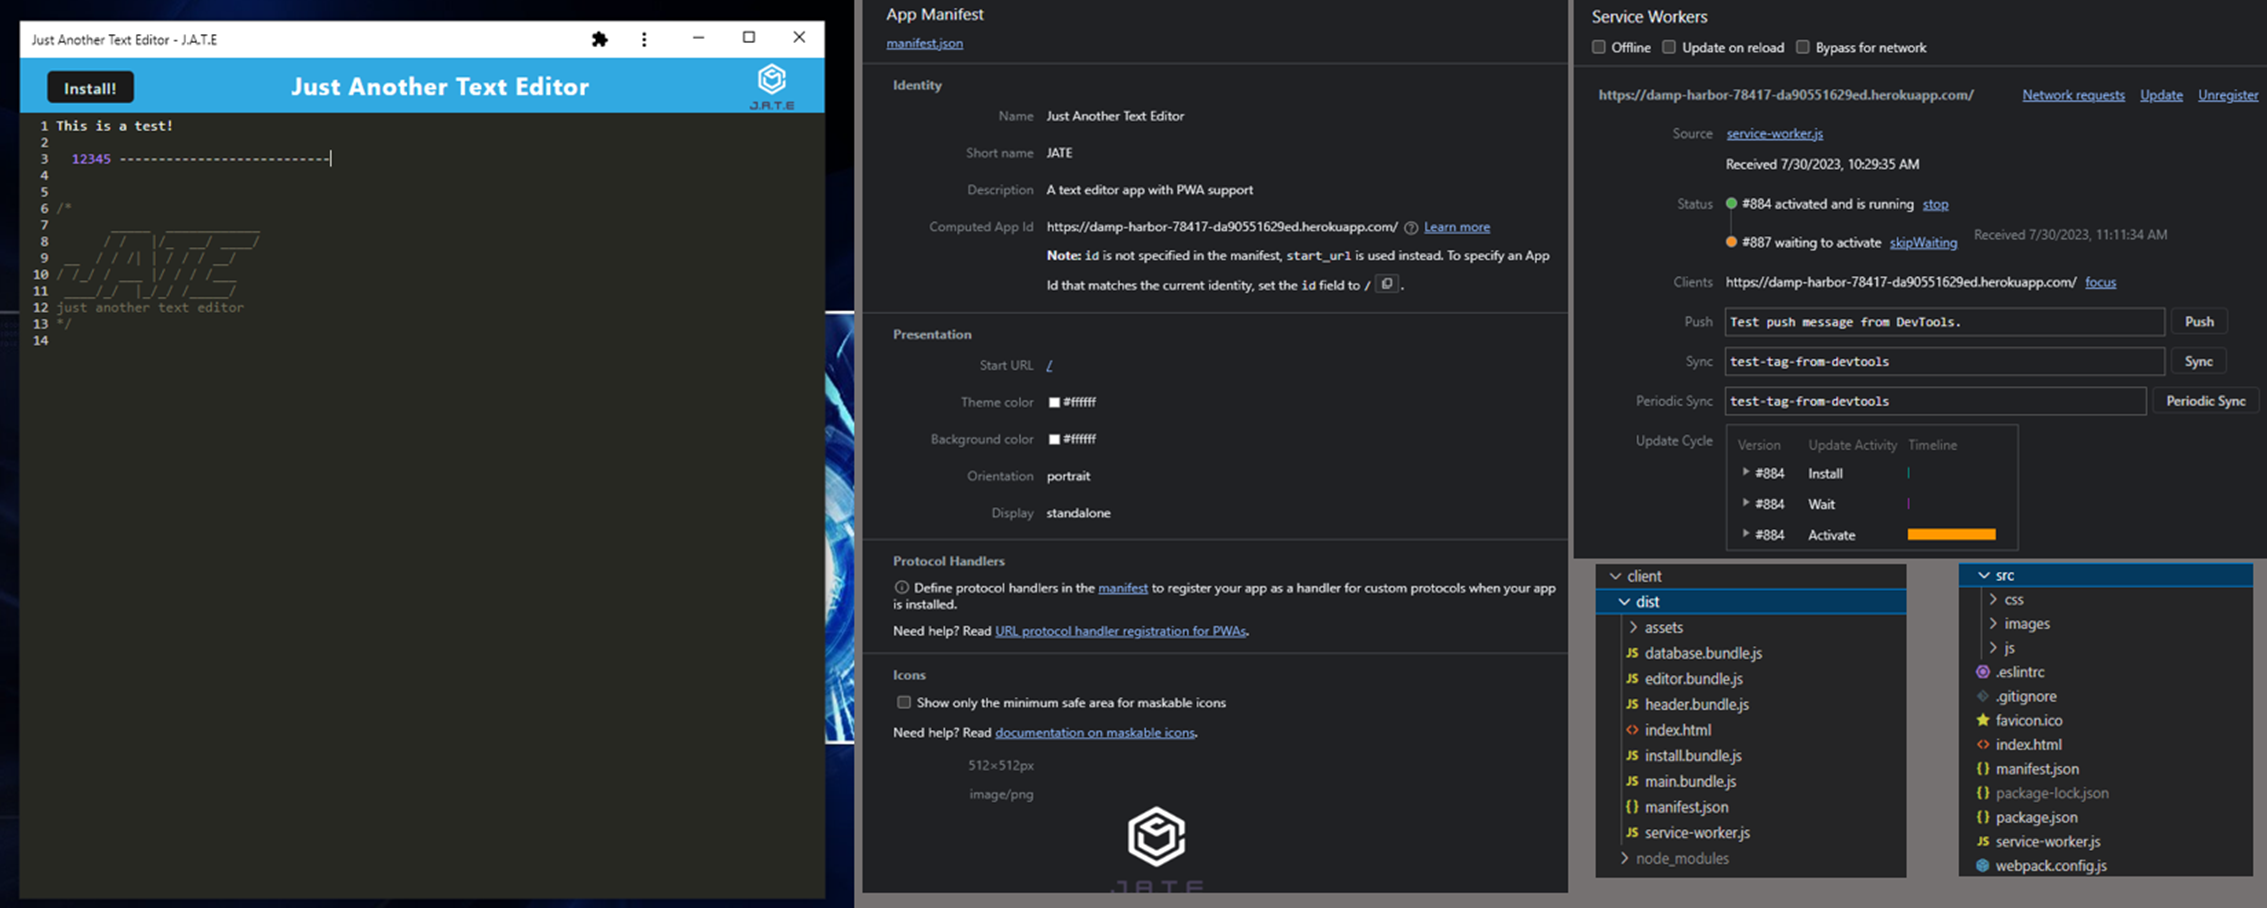 Just Another Text Editor - J.A.T.E
Install!
Just Another Text Editor
J.A.T.E
1 This is a test!
2
3   12345 ---------------------------
4
5
6 /*
7
8
9
10
11
12 just another text editor
13 */
14
App Manifest
manifest.json
Identity
Name Just Another Text Editor
Short name JATE
Description A text editor app with PWA support
Computed App Id https://damp-harbor-78417-da90551629ed.herokuapp.com/ Learn more
Note: id is not specified in the manifest, start_url is used instead. To specify an App
Id that matches the current identity, set the id field to / .
Presentation
Start URL /
Theme color #ffffff
Background color #ffffff
Orientation portrait
Display standalone
Protocol Handlers
Define protocol handlers in the manifest to register your app as a handler for custom protocols when your app
is installed.
Need help? Read URL protocol handler registration for PWAs.
Icons
Show only the minimum safe area for maskable icons
Need help? Read documentation on maskable icons.
512×512px
image/png
J.A.T.E
Service Workers
Offline Update on reload Bypass for network
https://damp-harbor-78417-da90551629ed.herokuapp.com/ Network requests Update Unregister
Source service-worker.js
Received 7/30/2023, 10:29:35 AM
Status #884 activated and is running stop
#887 waiting to activate skipWaiting Received 7/30/2023, 11:11:34 AM
Clients https://damp-harbor-78417-da90551629ed.herokuapp.com/ focus
Push Test push message from DevTools. Push
Sync test-tag-from-devtools Sync
Periodic Sync test-tag-from-devtools Periodic Sync
Update Cycle Version Update Activity Timeline
#884 Install
#884 Wait
#884 Activate
client
dist
assets
JS database.bundle.js
JS editor.bundle.js
JS header.bundle.js
<> index.html
JS install.bundle.js
JS main.bundle.js
{} manifest.json
JS service-worker.js
node_modules
src
css
images
js
.eslintrc
.gitignore
favicon.ico
<> index.html
{} manifest.json
{} package-lock.json
{} package.json
JS service-worker.js
webpack.config.js